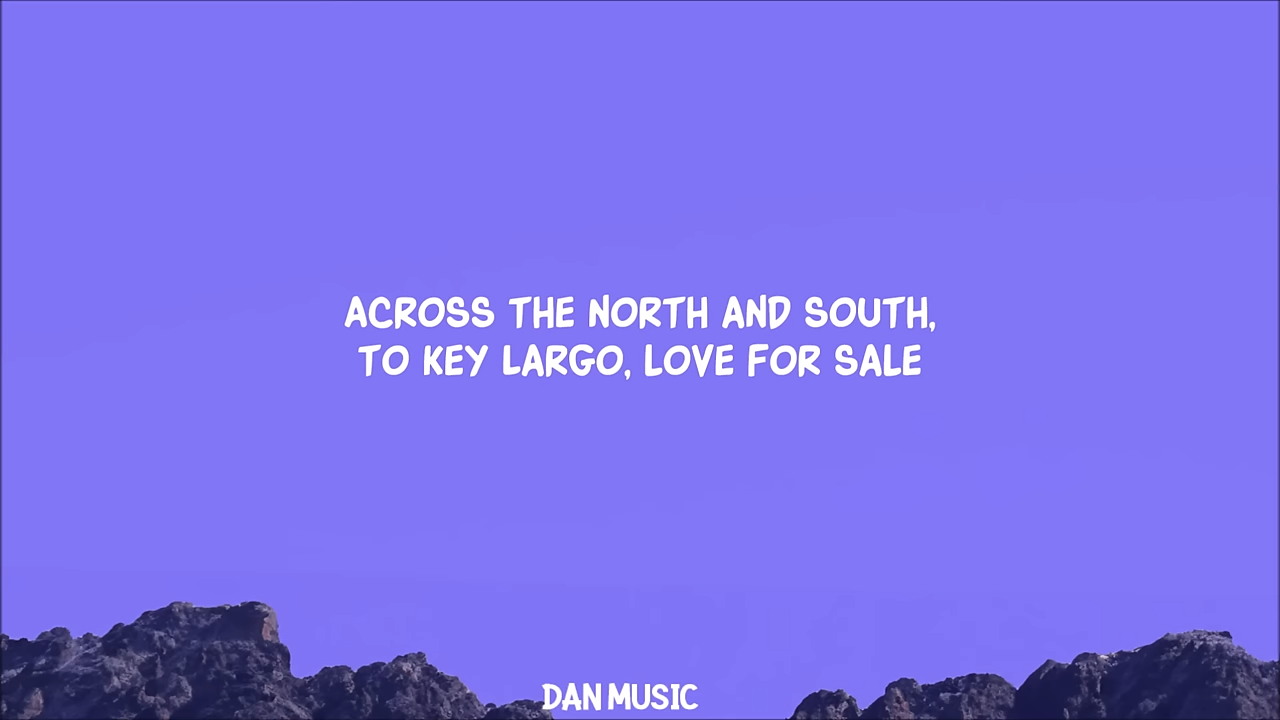 ACROSS THE NORTH AND SOUTH,
TO KEY LARGO, LOVE FOR SALE
DAN MUSIC